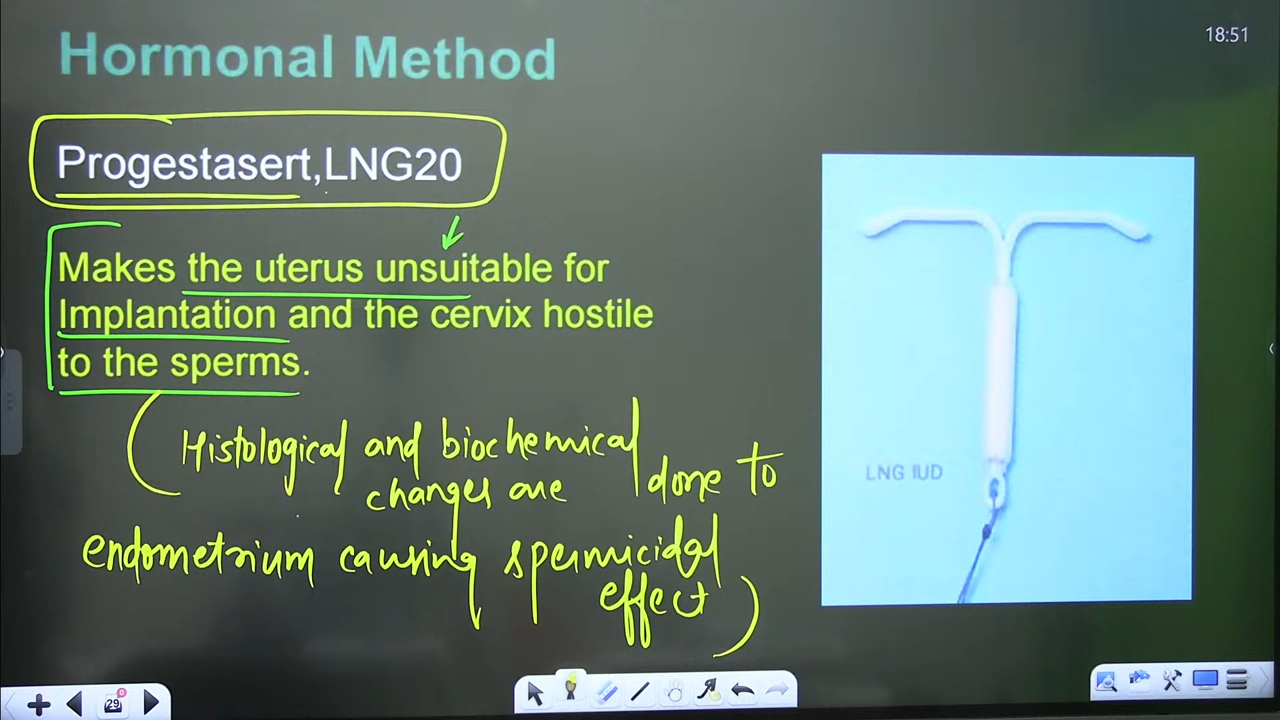 Hormonal Method
18:51
Progestasert,LNG20
Makes the uterus unsuitable for
Implantation and the cervix hostile
to the sperms.
(Histological and biochemical
changes are done to
endometrium causing spermicidal
effect)
LNG IUD
29
0